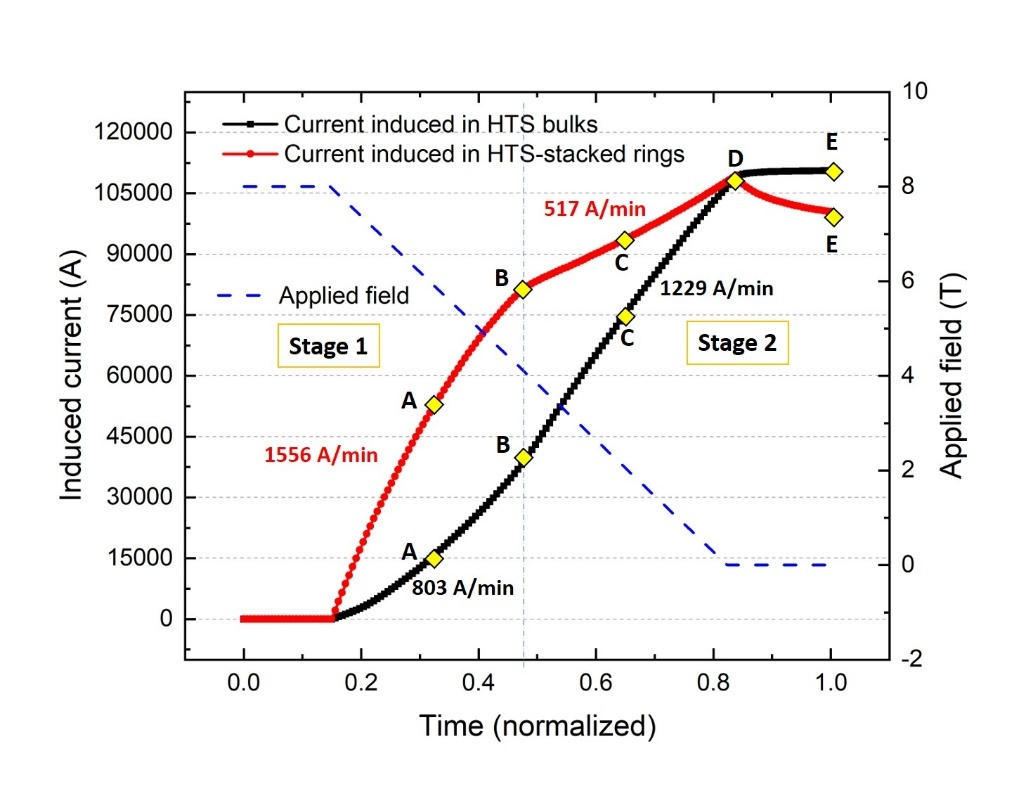 Current induced in HTS bulks
Current induced in HTS-stacked rings
Applied field
Stage 1
Stage 2
1556 A/min
803 A/min
517 A/min
1229 A/min
A
B
C
D
E
A
B
C
E
Induced current (A)
120000
105000
90000
75000
60000
45000
30000
15000
0
Applied field (T)
10
8
6
4
2
0
-2
0.0 0.2 0.4 0.6 0.8 1.0
Time (normalized)